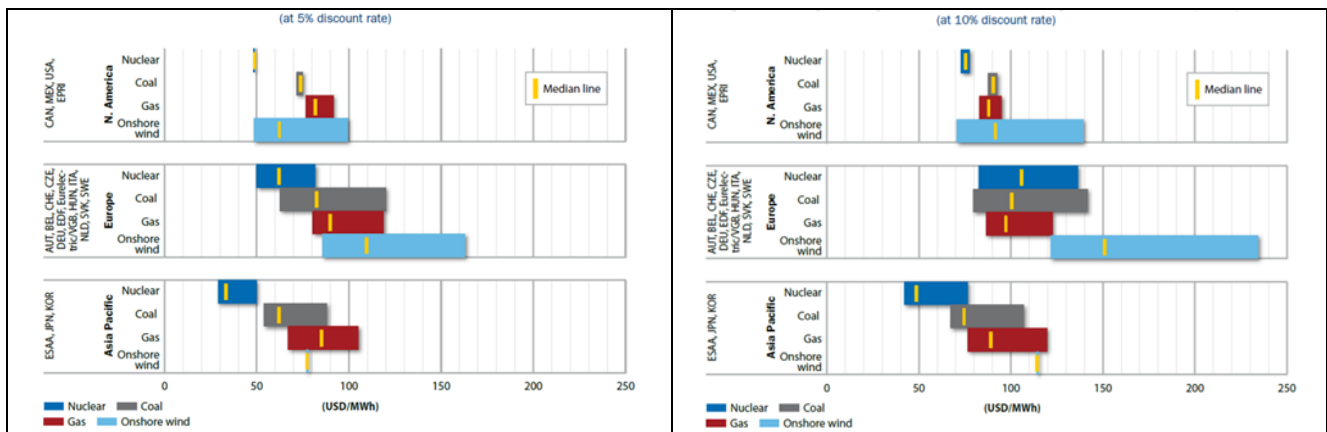 (at 5% discount rate)
CAN, MEX, USA,
EPRI
N. America
Nuclear
Coal
Gas
Onshore
wind
Median line
AUT, BEL, CHE, CZE,
DEU, EDF, Eurelec-
tric/VGB, HUN, ITA,
NLD, SVK, SWE
Europe
Nuclear
Coal
Gas
Onshore
wind
ESAA, JPN, KOR
Asia Pacific
Nuclear
Coal
Gas
Onshore
wind
0 50 100 150 200 250
(USD/MWh)
Nuclear Coal
Gas Onshore wind
(at 10% discount rate)
CAN, MEX, USA,
EPRI
N. America
Nuclear
Coal
Gas
Onshore
wind
Median line
AUT, BEL, CHE, CZE,
DEU, EDF, Eurelec-
tric/VGB, HUN, ITA,
NLD, SVK, SWE
Europe
Nuclear
Coal
Gas
Onshore
wind
ESAA, JPN, KOR
Asia Pacific
Nuclear
Coal
Gas
Onshore
wind
0 50 100 150 200 250
(USD/MWh)
Nuclear Coal
Gas Onshore wind